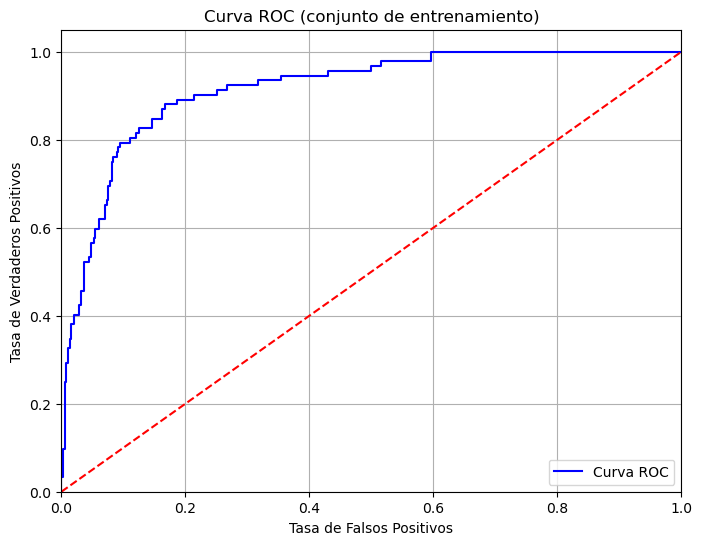 Curva ROC (conjunto de entrenamiento)
Tasa de Verdaderos Positivos
1.0
0.8
0.6
0.4
0.2
0.0
0.0 0.2 0.4 0.6 0.8 1.0
Curva ROC
Tasa de Falsos Positivos